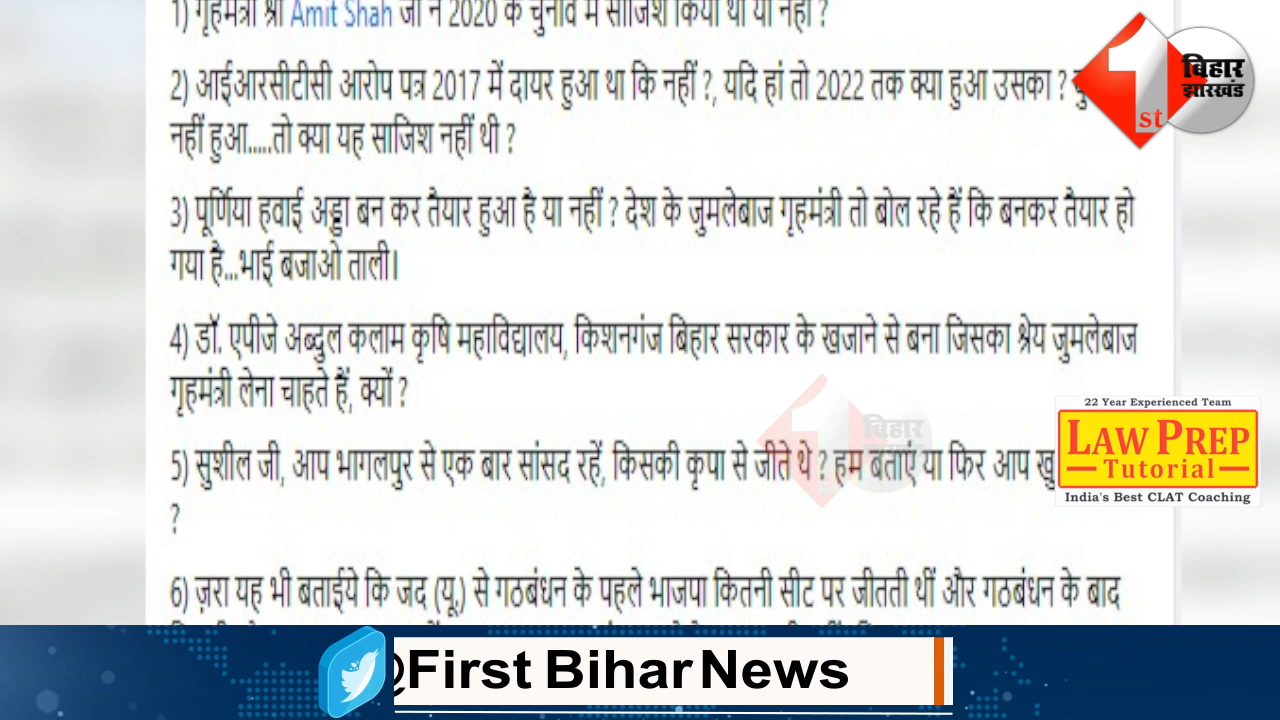 1) गृहमंत्री श्री Amit Shah जी ने 2020 के चुनाव में साजिश किया था या नहीं ?
2) आईआरसीटीसी आरोप पत्र 2017 में दायर हुआ था कि नहीं ?, यदि हां तो 2022 तक क्या हुआ उसका ?
नहीं हुआ.....तो क्या यह साजिश नहीं थी ?
3) पूर्णिया हवाई अड्डा बन कर तैयार हुआ है या नहीं ? देश के जुमलेबाज गृहमंत्री तो बोल रहे हैं कि बनकर तैयार हो
गया है...भाई बजाओ ताली।
4) डॉ. एपीजे अब्दुल कलाम कृषि महाविद्यालय, किशनगंज बिहार सरकार के खजाने से बना जिसका श्रेय जुमलेबाज
गृहमंत्री लेना चाहते हैं, क्यों ?
5) सुशील जी, आप भागलपुर से एक बार सांसद रहें, किसकी कृपा से जीते थे ? हम बताएं या फिर आप
?
6) ज़रा यह भी बताईये कि जद (यू.) से गठबंधन के पहले भाजपा कितनी सीट पर जीतती थीं और गठबंधन के बाद
1st बिहार झारखंड
बिहार
22 Year Experienced Team
LAW PREP
Tutorial
India's Best CLAT Coaching
@First Bihar News